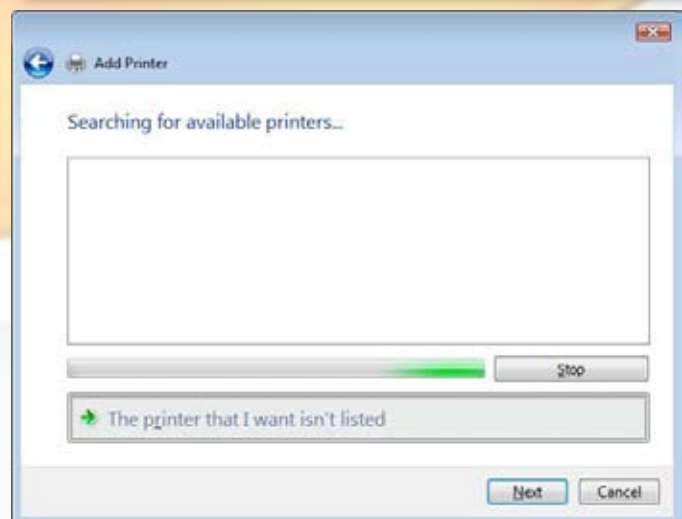 Add Printer
Searching for available printers...
Stop
The printer that I want isn't listed
Next
Cancel